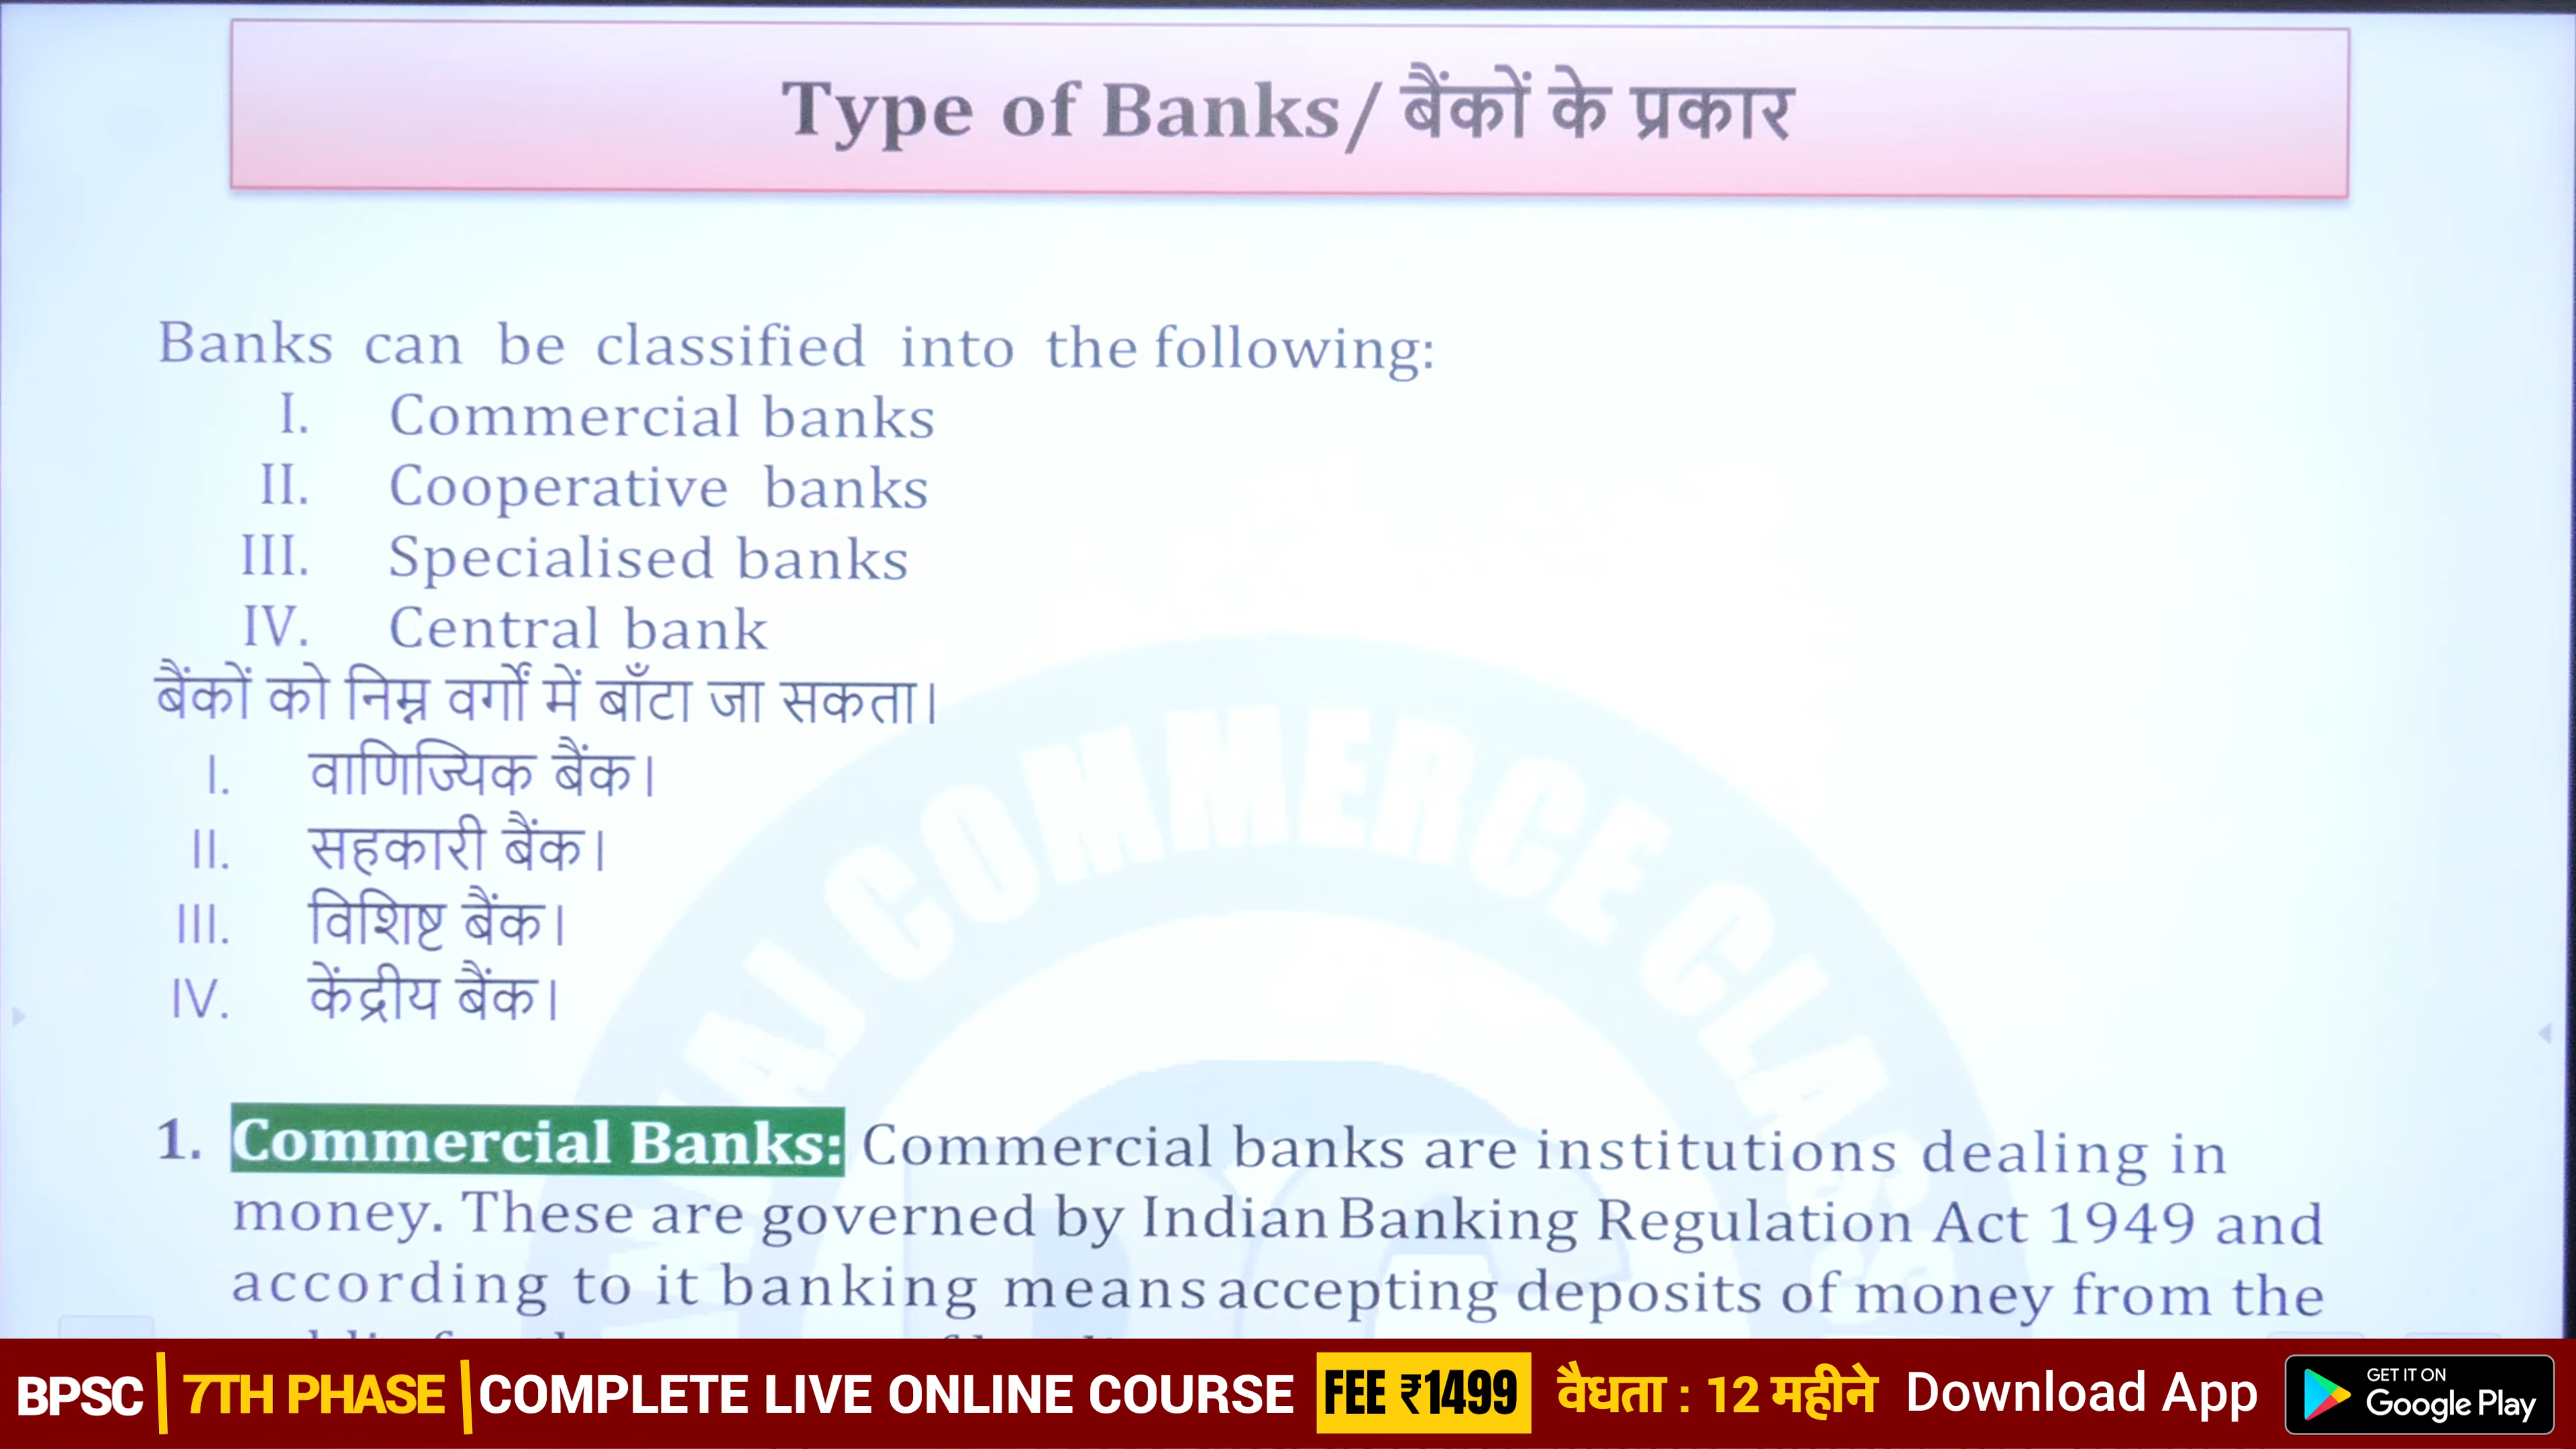 Type of Banks/ बैंकों के प्रकार
Banks can be classified into the following:
I. Commercial banks
II. Cooperative banks
III. Specialised banks
IV. Central bank
बैंकों को निम्न वर्गों में बाँटा जा सकता।
I. वाणिज्यिक बैंक।
II. सहकारी बैंक।
III. विशिष्ट बैंक।
IV. केंद्रीय बैंक।
COMMERCE CLASS
1. Commercial Banks: Commercial banks are institutions dealing in
money. These are governed by Indian Banking Regulation Act 1949 and
according to it banking means accepting deposits of money from the
BPSC | 7TH PHASE | COMPLETE LIVE ONLINE COURSE FEE ₹1499 वैधता : 12 महीने Download App GET IT ON Google Play